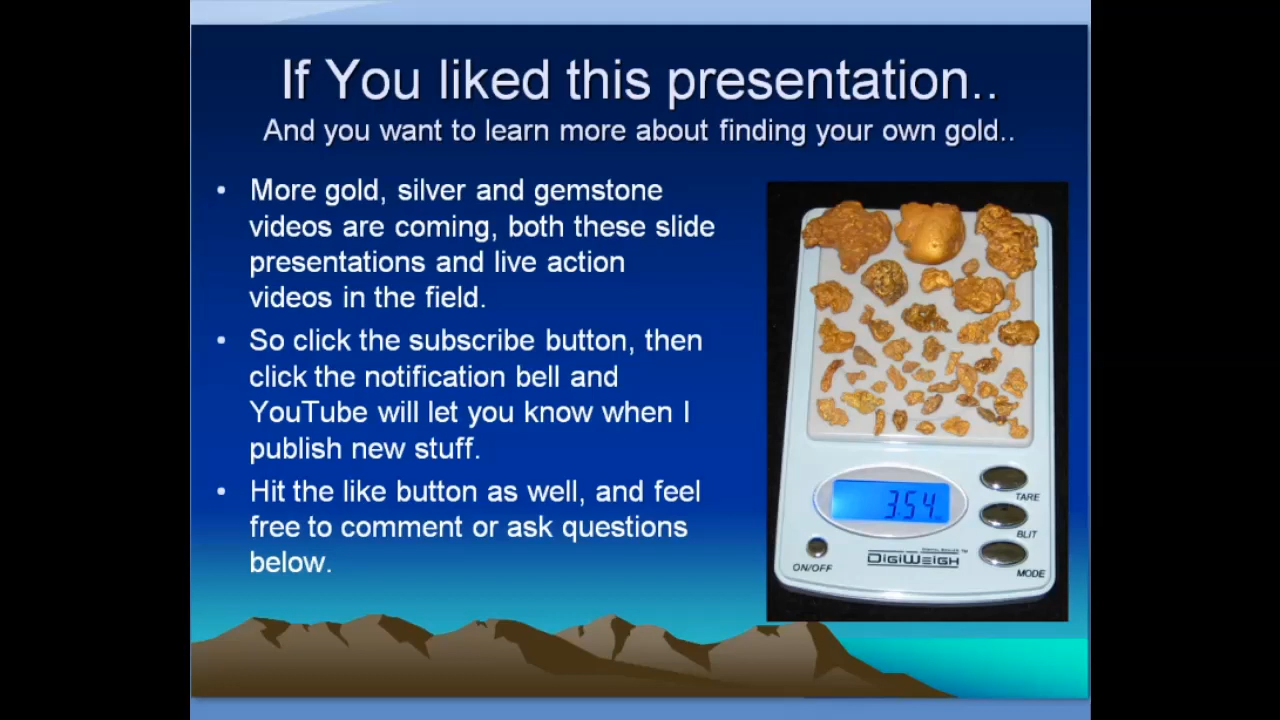 If You liked this presentation..
And you want to learn more about finding your own gold..
• More gold, silver and gemstone
videos are coming, both these slide
presentations and live action
videos in the field.
• So click the subscribe button, then
click the notification bell and
YouTube will let you know when I
publish new stuff.
• Hit the like button as well, and feel
free to comment or ask questions
below.
3.54
TARE
BLIT
MODE
ON/OFF
DIGIWEIGH